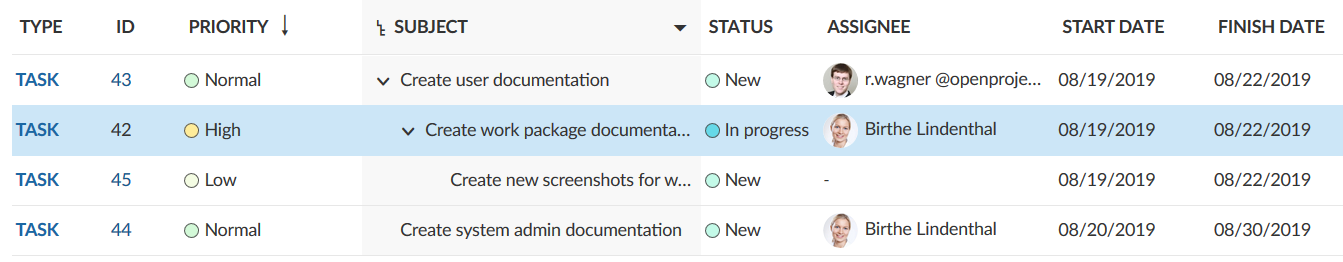 TYPE ID PRIORITY SUBJECT STATUS ASSIGNEE START DATE FINISH DATE
TASK 43 Normal Create user documentation New r.wagner @openproje... 08/19/2019 08/22/2019
TASK 42 High Create work package documenta... In progress Birthe Lindenthal 08/19/2019 08/22/2019
TASK 45 Low Create new screenshots for w... New - 08/19/2019 08/22/2019
TASK 44 Normal Create system admin documentation New Birthe Lindenthal 08/20/2019 08/30/2019